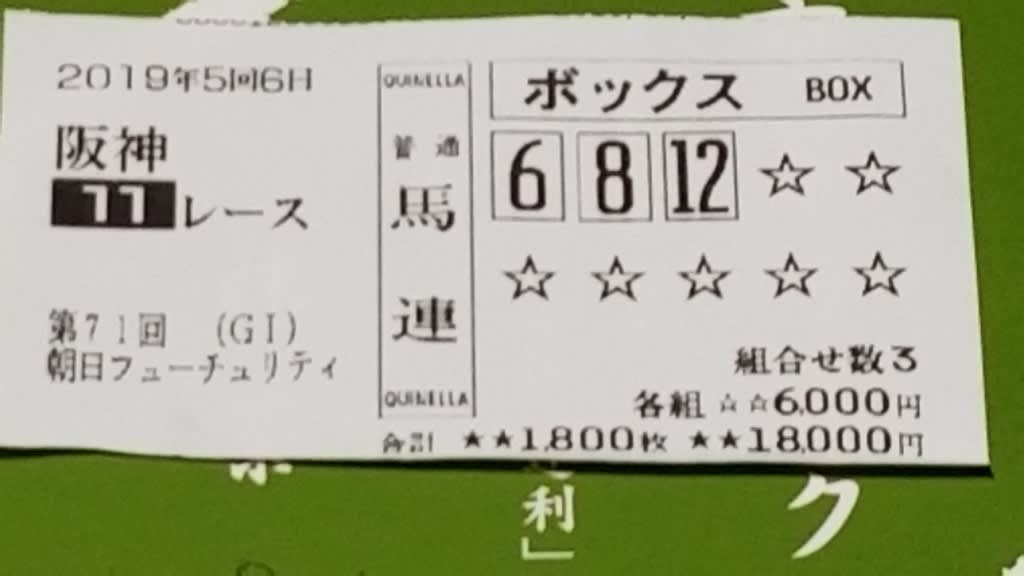 2019年5回6日
阪神
11レース
第71回 (GI)
朝日フューチュリティ
QUINELLA
普通
馬
連
QUINELLA
ボックス BOX
6 8 12 ☆ ☆
☆ ☆ ☆ ☆ ☆
組合せ数3
各組 ☆☆6,000円
合計 ★★1,800枚 ★★18,000円
利」
ク